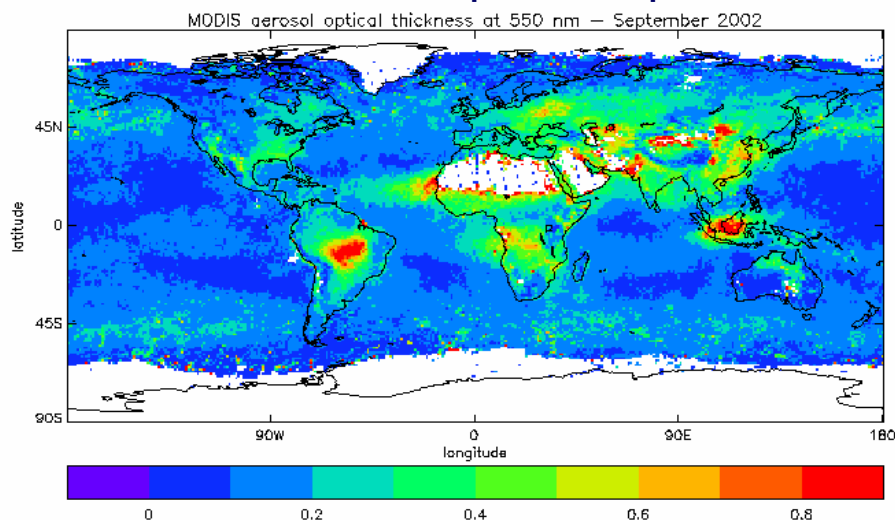 MODIS aerosol optical thickness at 550 nm — September 2002
45N
0
45S
90S
latitude
90W 0 90E 180
longitude
0 0.2 0.4 0.6 0.8